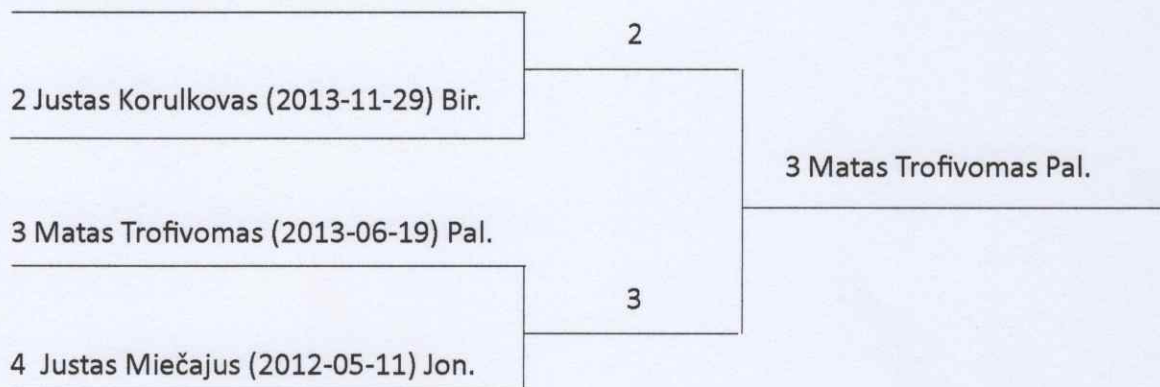 2
2 Justas Korulkovas (2013-11-29) Bir.
3 Matas Trofivomas Pal.
3 Matas Trofivomas (2013-06-19) Pal.
3
4 Justas Miečajus (2012-05-11) Jon.